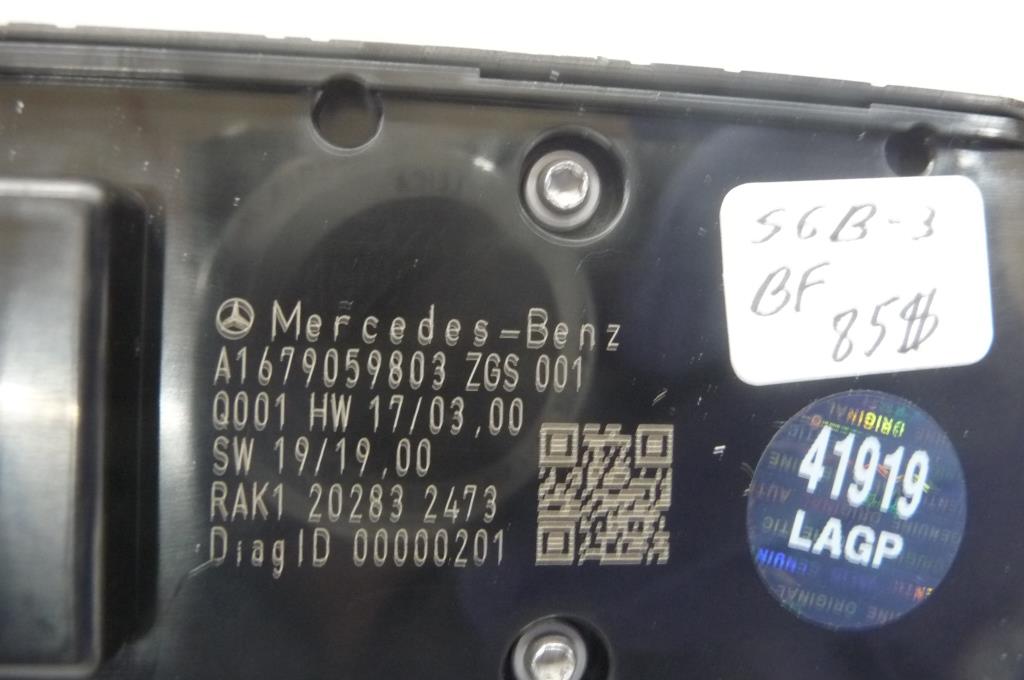 Mercedes-Benz
A1679059803 ZGS 001
Q001 HW 17/03,00
SW 19/19,00
RAK1 20283 2473
DiagID 00000201
S6B-3
BF
85$
41919
LAGP